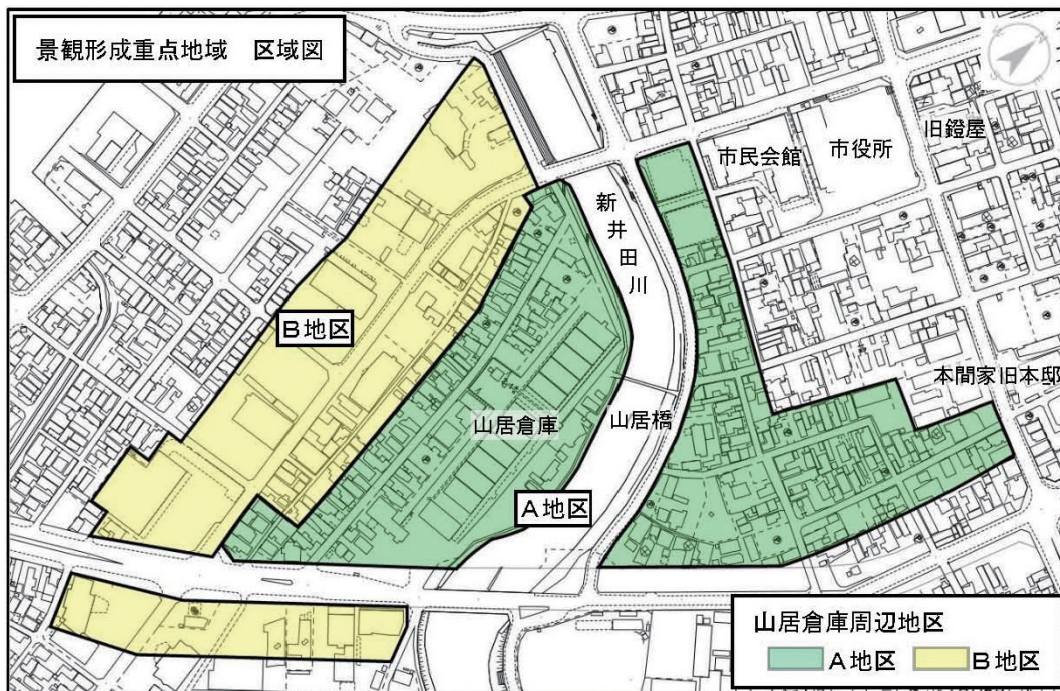 景観形成重点地域　区域図
市民会館
市役所
旧鐙屋
新井田川
B地区
本間家旧本邸
山居倉庫
山居橋
A地区
山居倉庫周辺地区
A地区
B地区